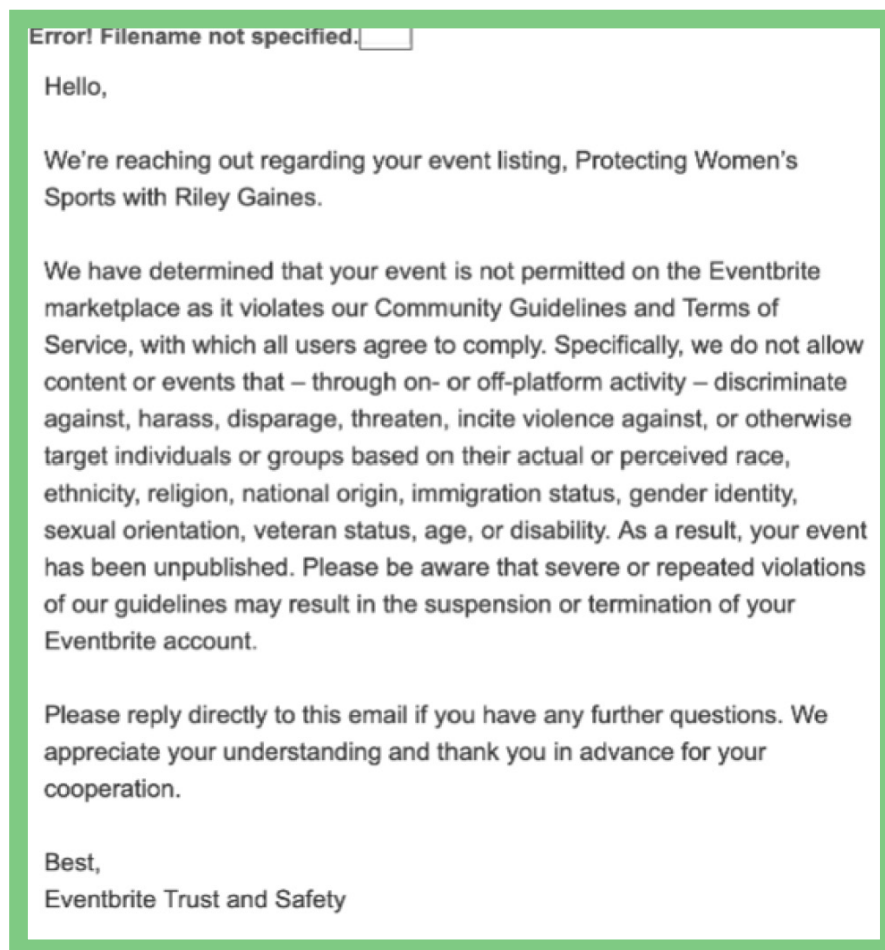 Error! Filename not specified.
Hello,
We’re reaching out regarding your event listing, Protecting Women’s
Sports with Riley Gaines.
We have determined that your event is not permitted on the Eventbrite
marketplace as it violates our Community Guidelines and Terms of
Service, with which all users agree to comply. Specifically, we do not allow
content or events that – through on- or off-platform activity – discriminate
against, harass, disparage, threaten, incite violence against, or otherwise
target individuals or groups based on their actual or perceived race,
ethnicity, religion, national origin, immigration status, gender identity,
sexual orientation, veteran status, age, or disability. As a result, your event
has been unpublished. Please be aware that severe or repeated violations
of our guidelines may result in the suspension or termination of your
Eventbrite account.
Please reply directly to this email if you have any further questions. We
appreciate your understanding and thank you in advance for your
cooperation.
Best,
Eventbrite Trust and Safety